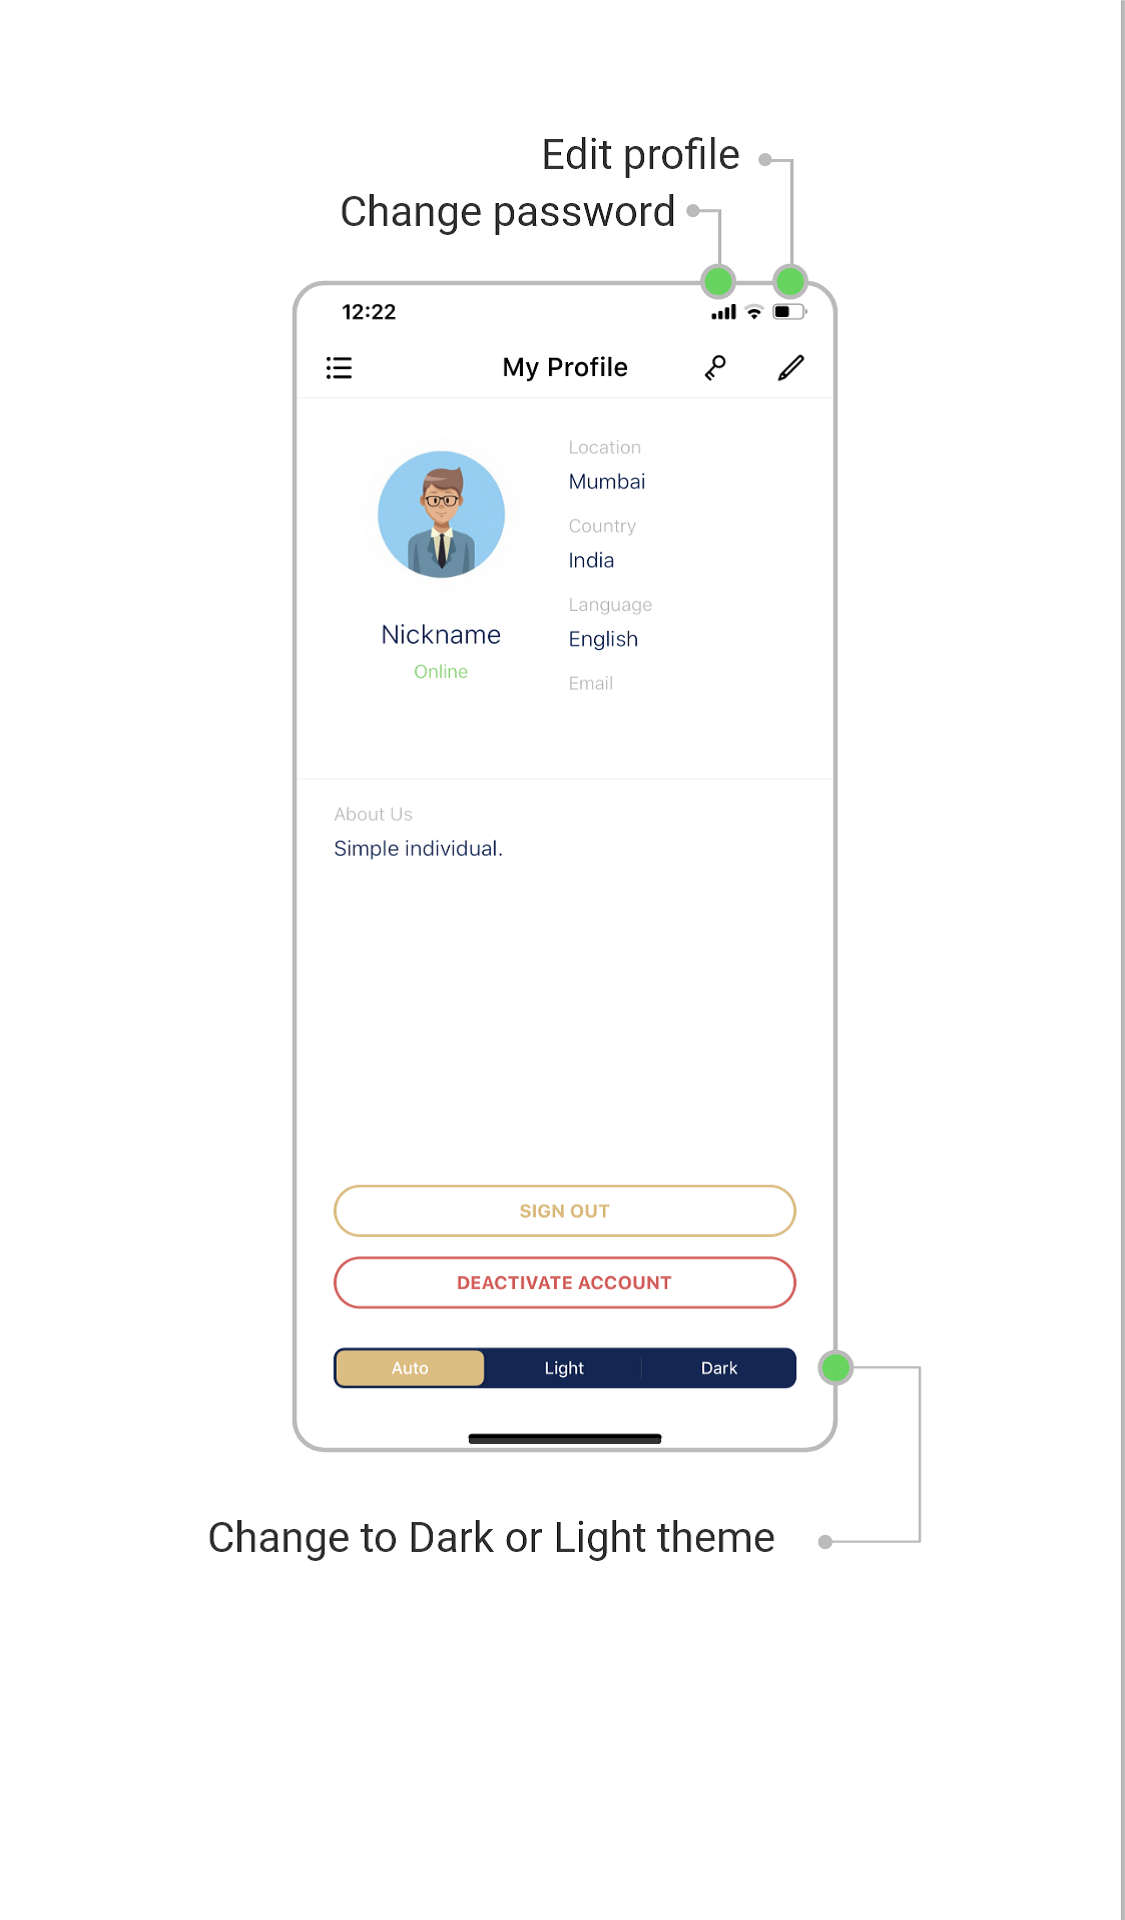 Edit profile
Change password
12:22
My Profile
Location
Mumbai
Country
India
Language
English
Email
Nickname
Online
About Us
Simple individual.
SIGN OUT
DEACTIVATE ACCOUNT
Auto Light Dark
Change to Dark or Light theme